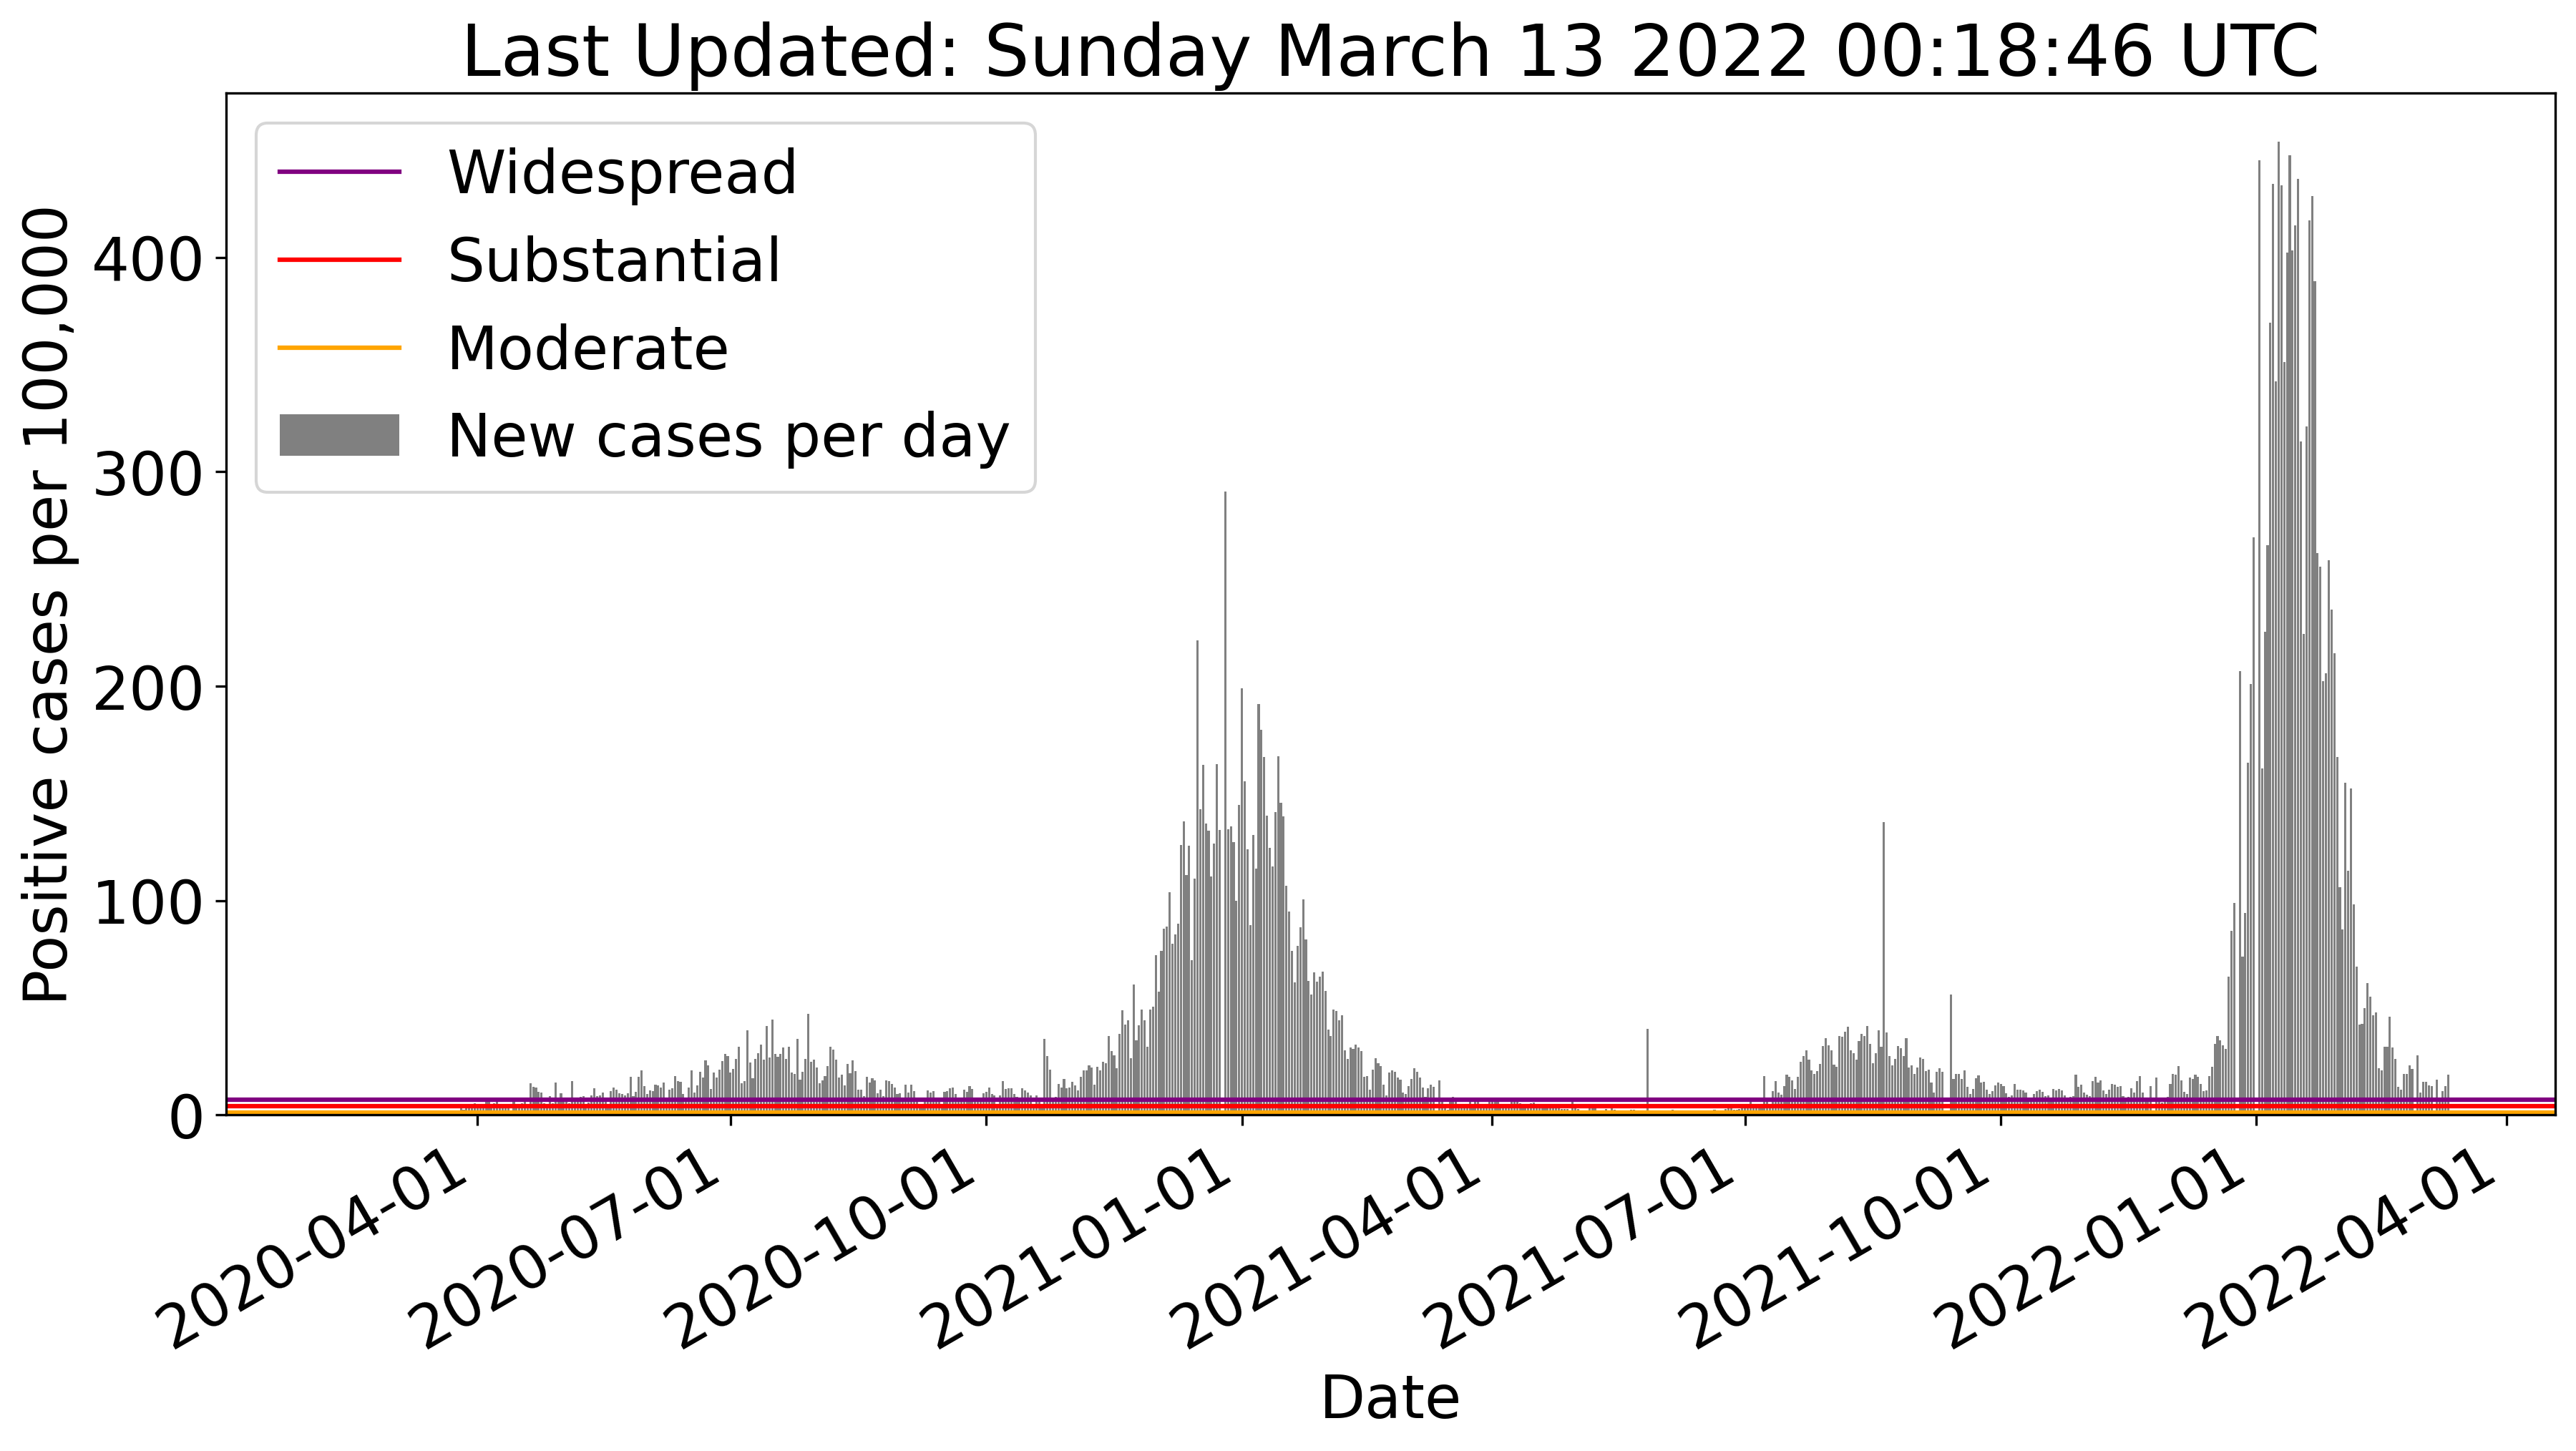 Last Updated: Sunday March 13 2022 00:18:46 UTC
Widespread
Substantial
Moderate
New cases per day
Positive cases per 100,000
400
300
200
100
0
2020-04-01
2020-07-01
2020-10-01
2021-01-01
2021-04-01
2021-07-01
2021-10-01
2022-01-01
2022-04-01
Date